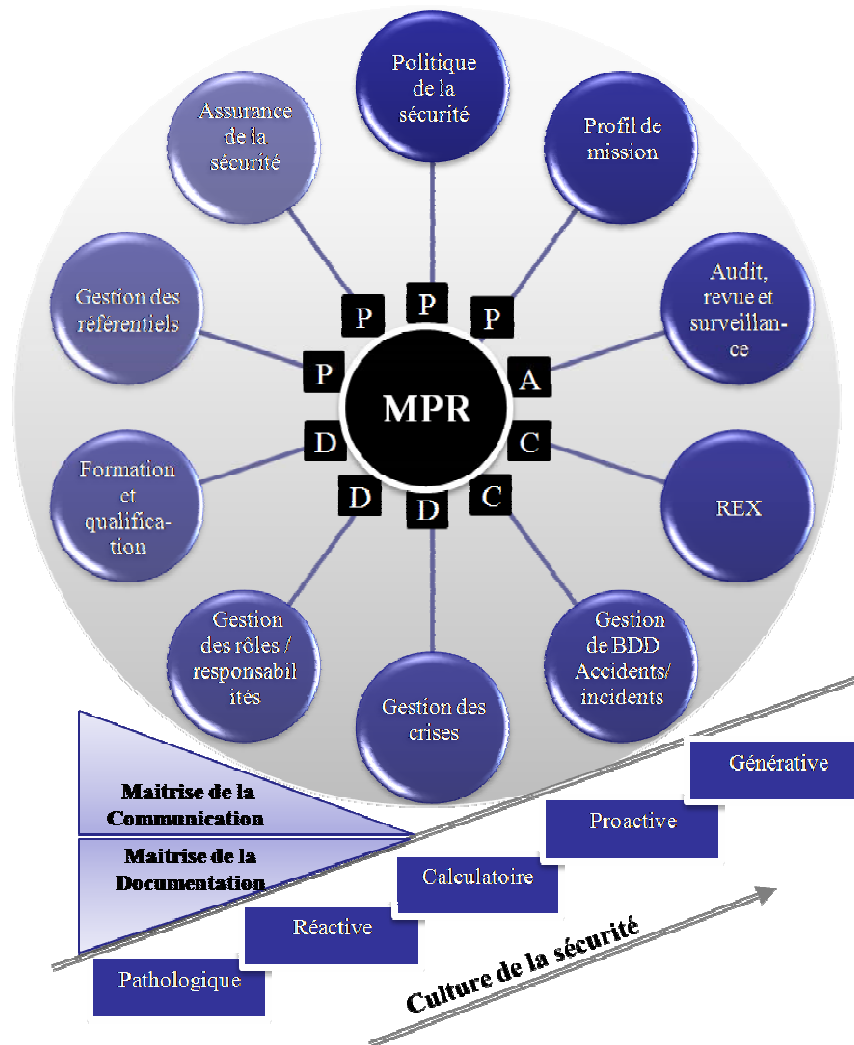 Politique
de la
sécurité
Profil de
mission
Audit,
revue et
surveillan-
ce
REX
Gestion
de BDD
Accidents/
incidents
Gestion des
crises
Gestion
des rôles /
responsabil
ités
Formation
et
qualifica-
tion
Gestion des
référentiels
Assurance
de la
sécurité
P
P
P
P
A
D
C
D
D
C
MPR
Maitrise de la
Communication
Maitrise de la
Documentation
Générative
Proactive
Calculatoire
Réactive
Pathologique
Culture de la sécurité